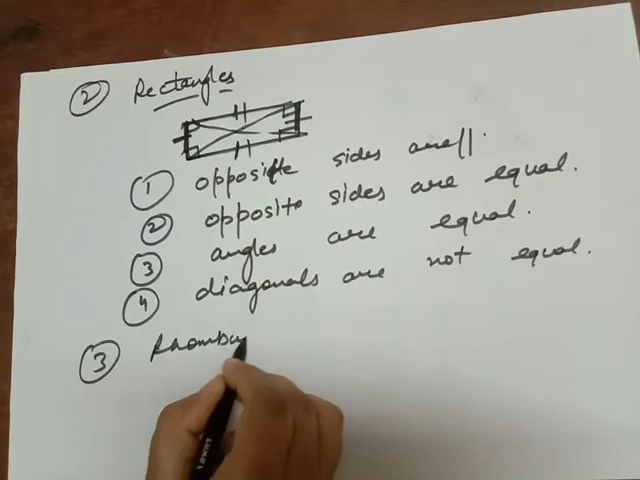 ② Rectangles
① opposite sides are ||.
② opposite sides are equal.
③ angles are equal.
④ diagonals are not equal.
③ Rhombu